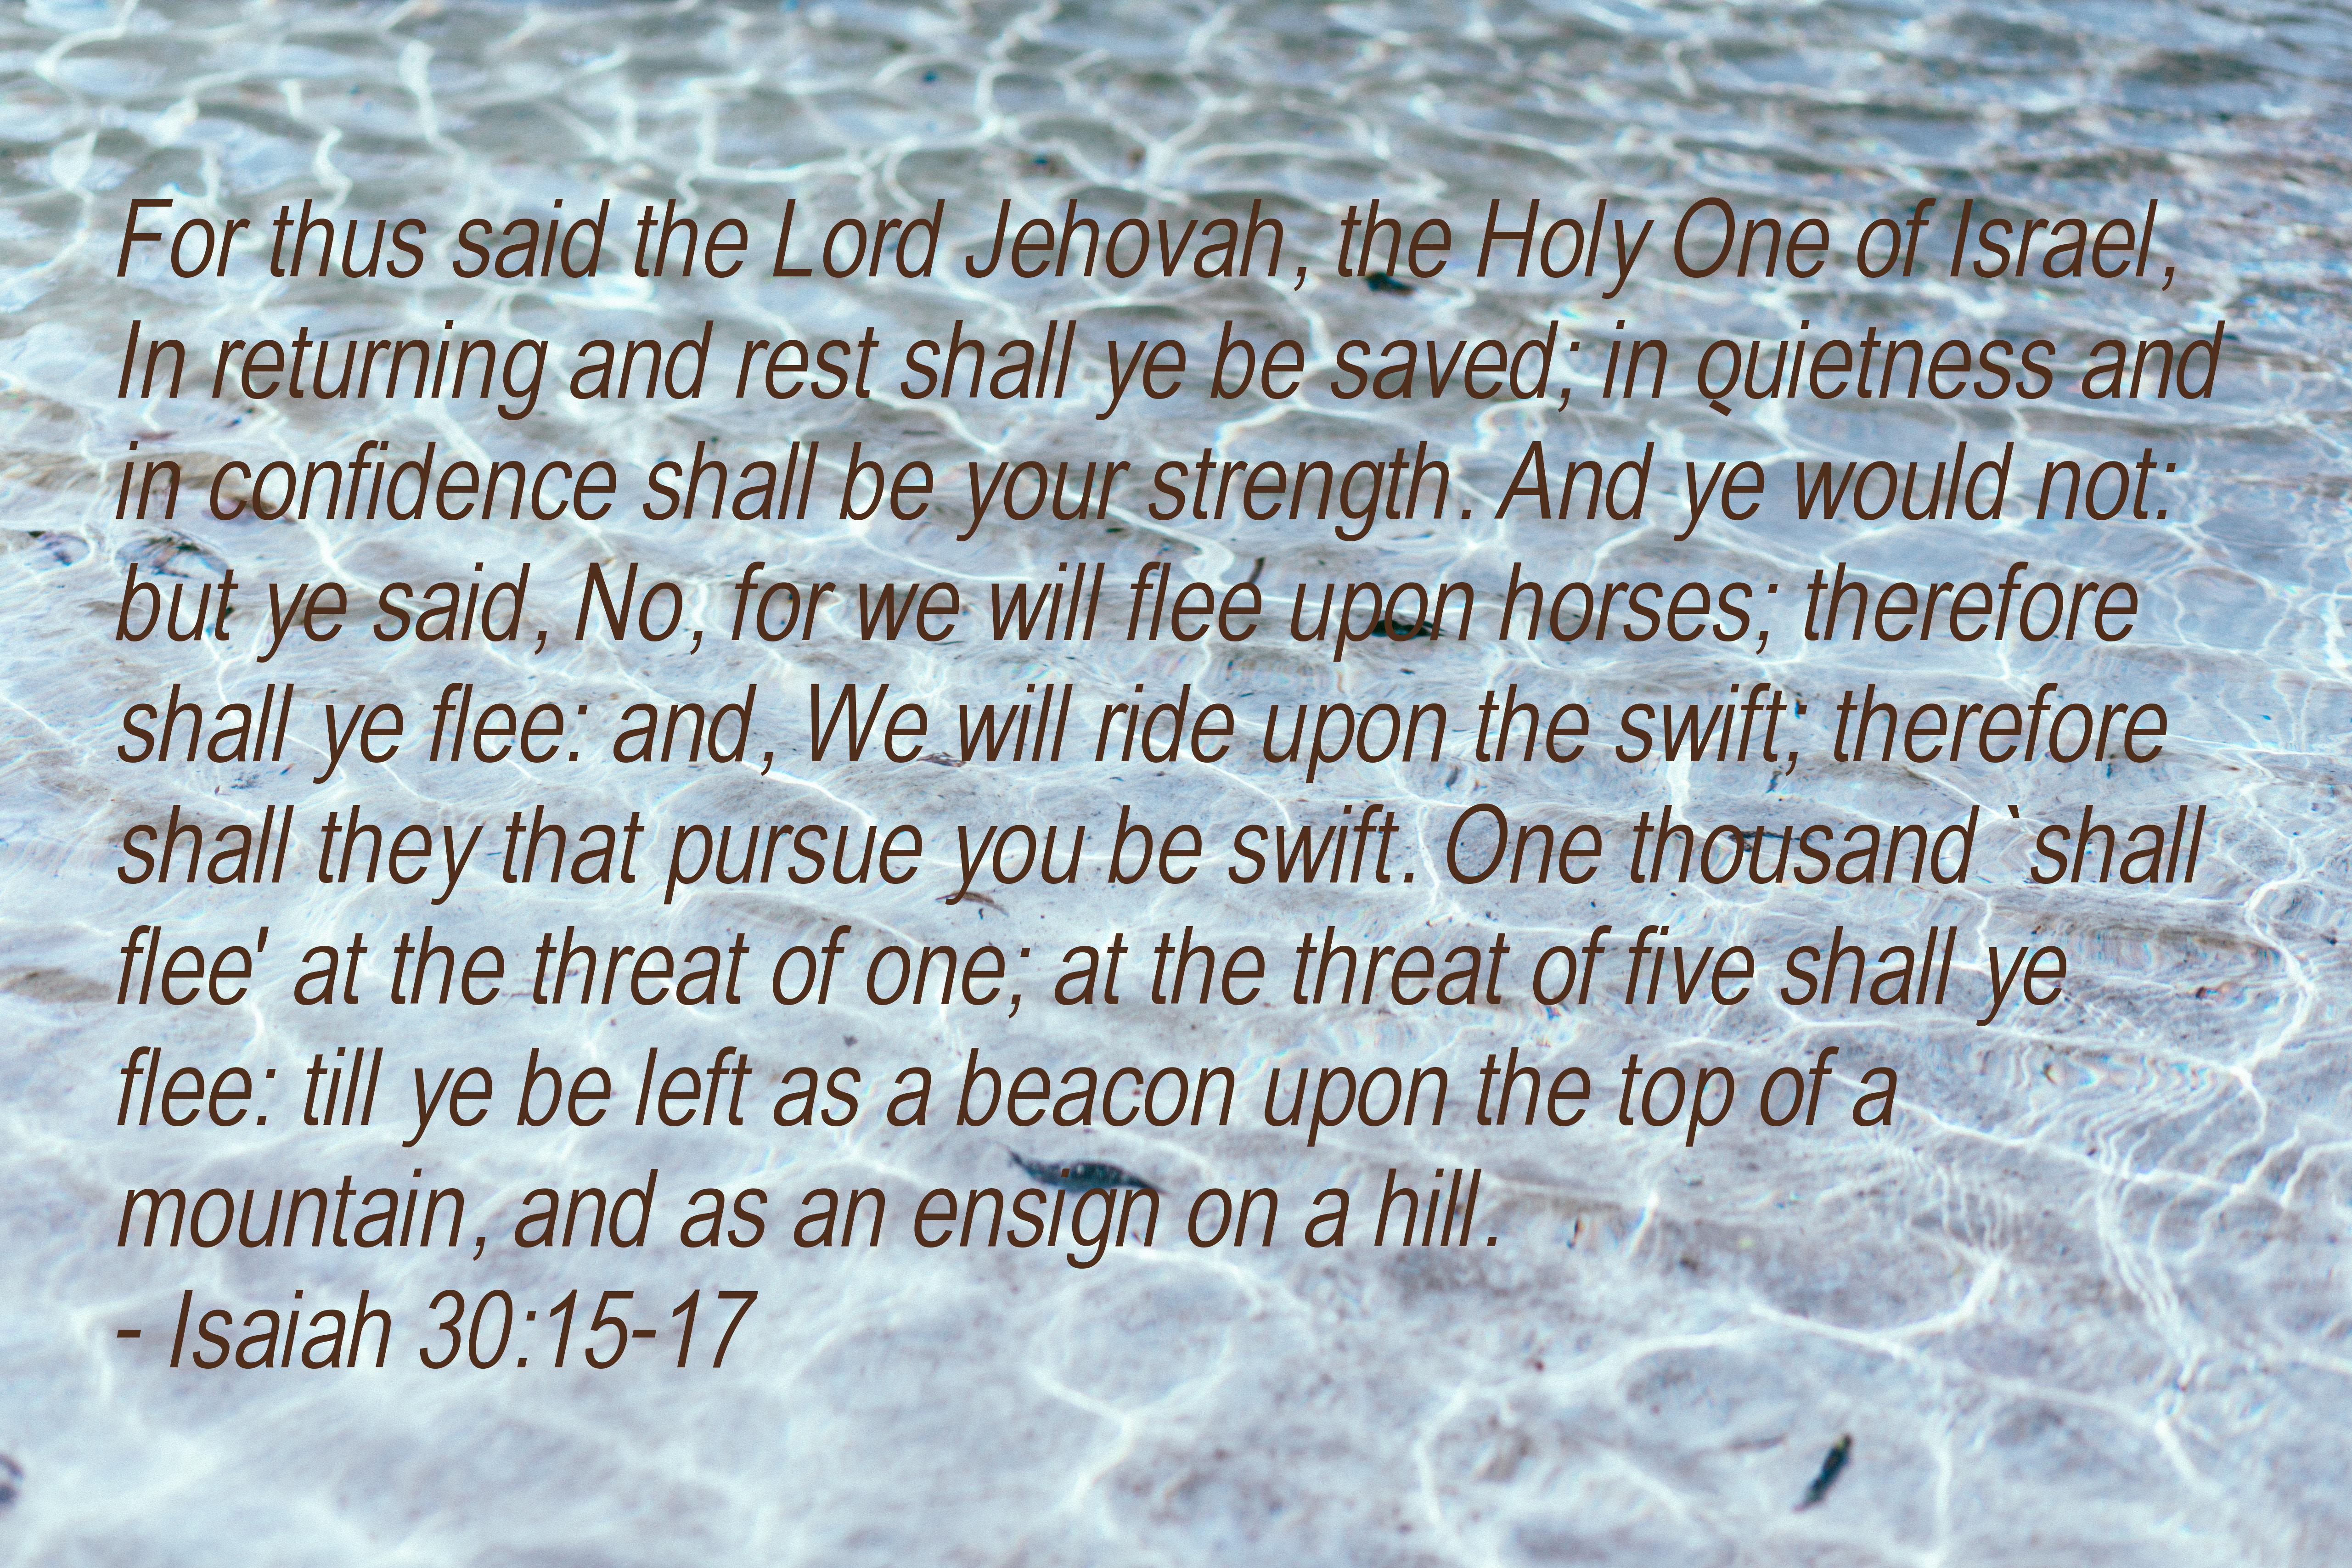 For thus said the Lord Jehovah, the Holy One of Israel,
In returning and rest shall ye be saved; in quietness and
in confidence shall be your strength. And ye would not:
but ye said, No, for we will flee upon horses; therefore
shall ye flee: and, We will ride upon the swift; therefore
shall they that pursue you be swift. One thousand `shall
flee' at the threat of one; at the threat of five shall ye
flee: till ye be left as a beacon upon the top of a
mountain, and as an ensign on a hill.
- Isaiah 30:15-17